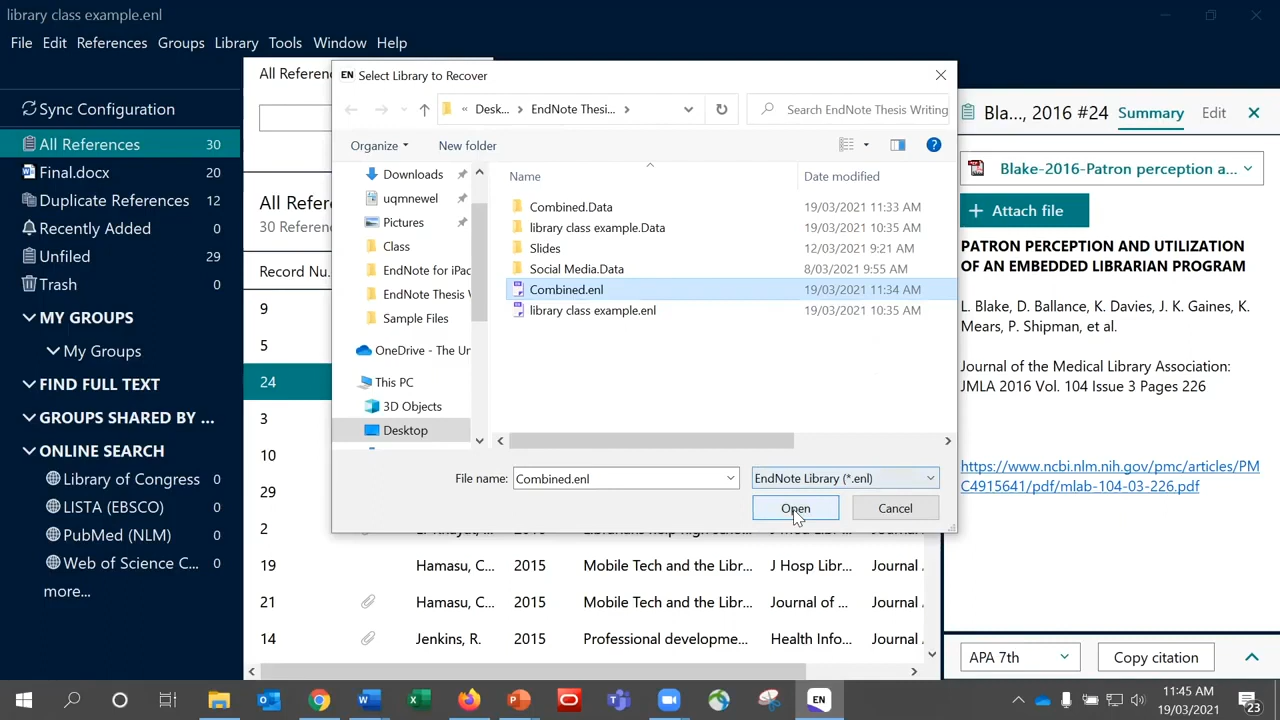 library class example.enl
File Edit References Groups Library Tools Window Help
Sync Configuration
All References 30
Final.docx 20
Duplicate References 12
Recently Added 0
Unfiled 29
Trash 0
MY GROUPS
My Groups
FIND FULL TEXT
GROUPS SHARED BY ...
ONLINE SEARCH
Library of Congress 0
LISTA (EBSCO) 0
PubMed (NLM) 0
Web of Science C... 0
more...
All Referen
All Refer
30 Referen
Record Nu.
9
5
24
3
10
29
2
19 Hamasu, C... 2015 Mobile Tech and the Libr... J Hosp Libr... Journal
21 Hamasu, C... 2015 Mobile Tech and the Libr... Journal of ... Journal
14 Jenkins, R. 2015 Professional developme... Health Info... Journal
EN Select Library to Recover
« Desk... EndNote Thesi... Search EndNote Thesis Writing
Organize New folder
Downloads
uqmnewel
Pictures
Class
EndNote for iPac
EndNote Thesis
Sample Files
OneDrive - The Ur
This PC
3D Objects
Desktop
Name Date modified
Combined.Data 19/03/2021 11:33 AM
library class example.Data 19/03/2021 10:35 AM
Slides 12/03/2021 9:21 AM
Social Media.Data 8/03/2021 9:55 AM
Combined.enl 19/03/2021 11:34 AM
library class example.enl 19/03/2021 10:35 AM
File name: Combined.enl EndNote Library (*.enl)
Open Cancel
Bla..., 2016 #24 Summary Edit
Blake-2016-Patron perception a...
+ Attach file
PATRON PERCEPTION AND UTILIZATION
OF AN EMBEDDED LIBRARIAN PROGRAM
L. Blake, D. Ballance, K. Davies, J. K. Gaines, K.
Mears, P. Shipman, et al.
Journal of the Medical Library Association:
JMLA 2016 Vol. 104 Issue 3 Pages 226
https://www.ncbi.nlm.nih.gov/pmc/articles/PM
C4915641/pdf/mlab-104-03-226.pdf
APA 7th Copy citation
EN
11:45 AM
19/03/2021
23